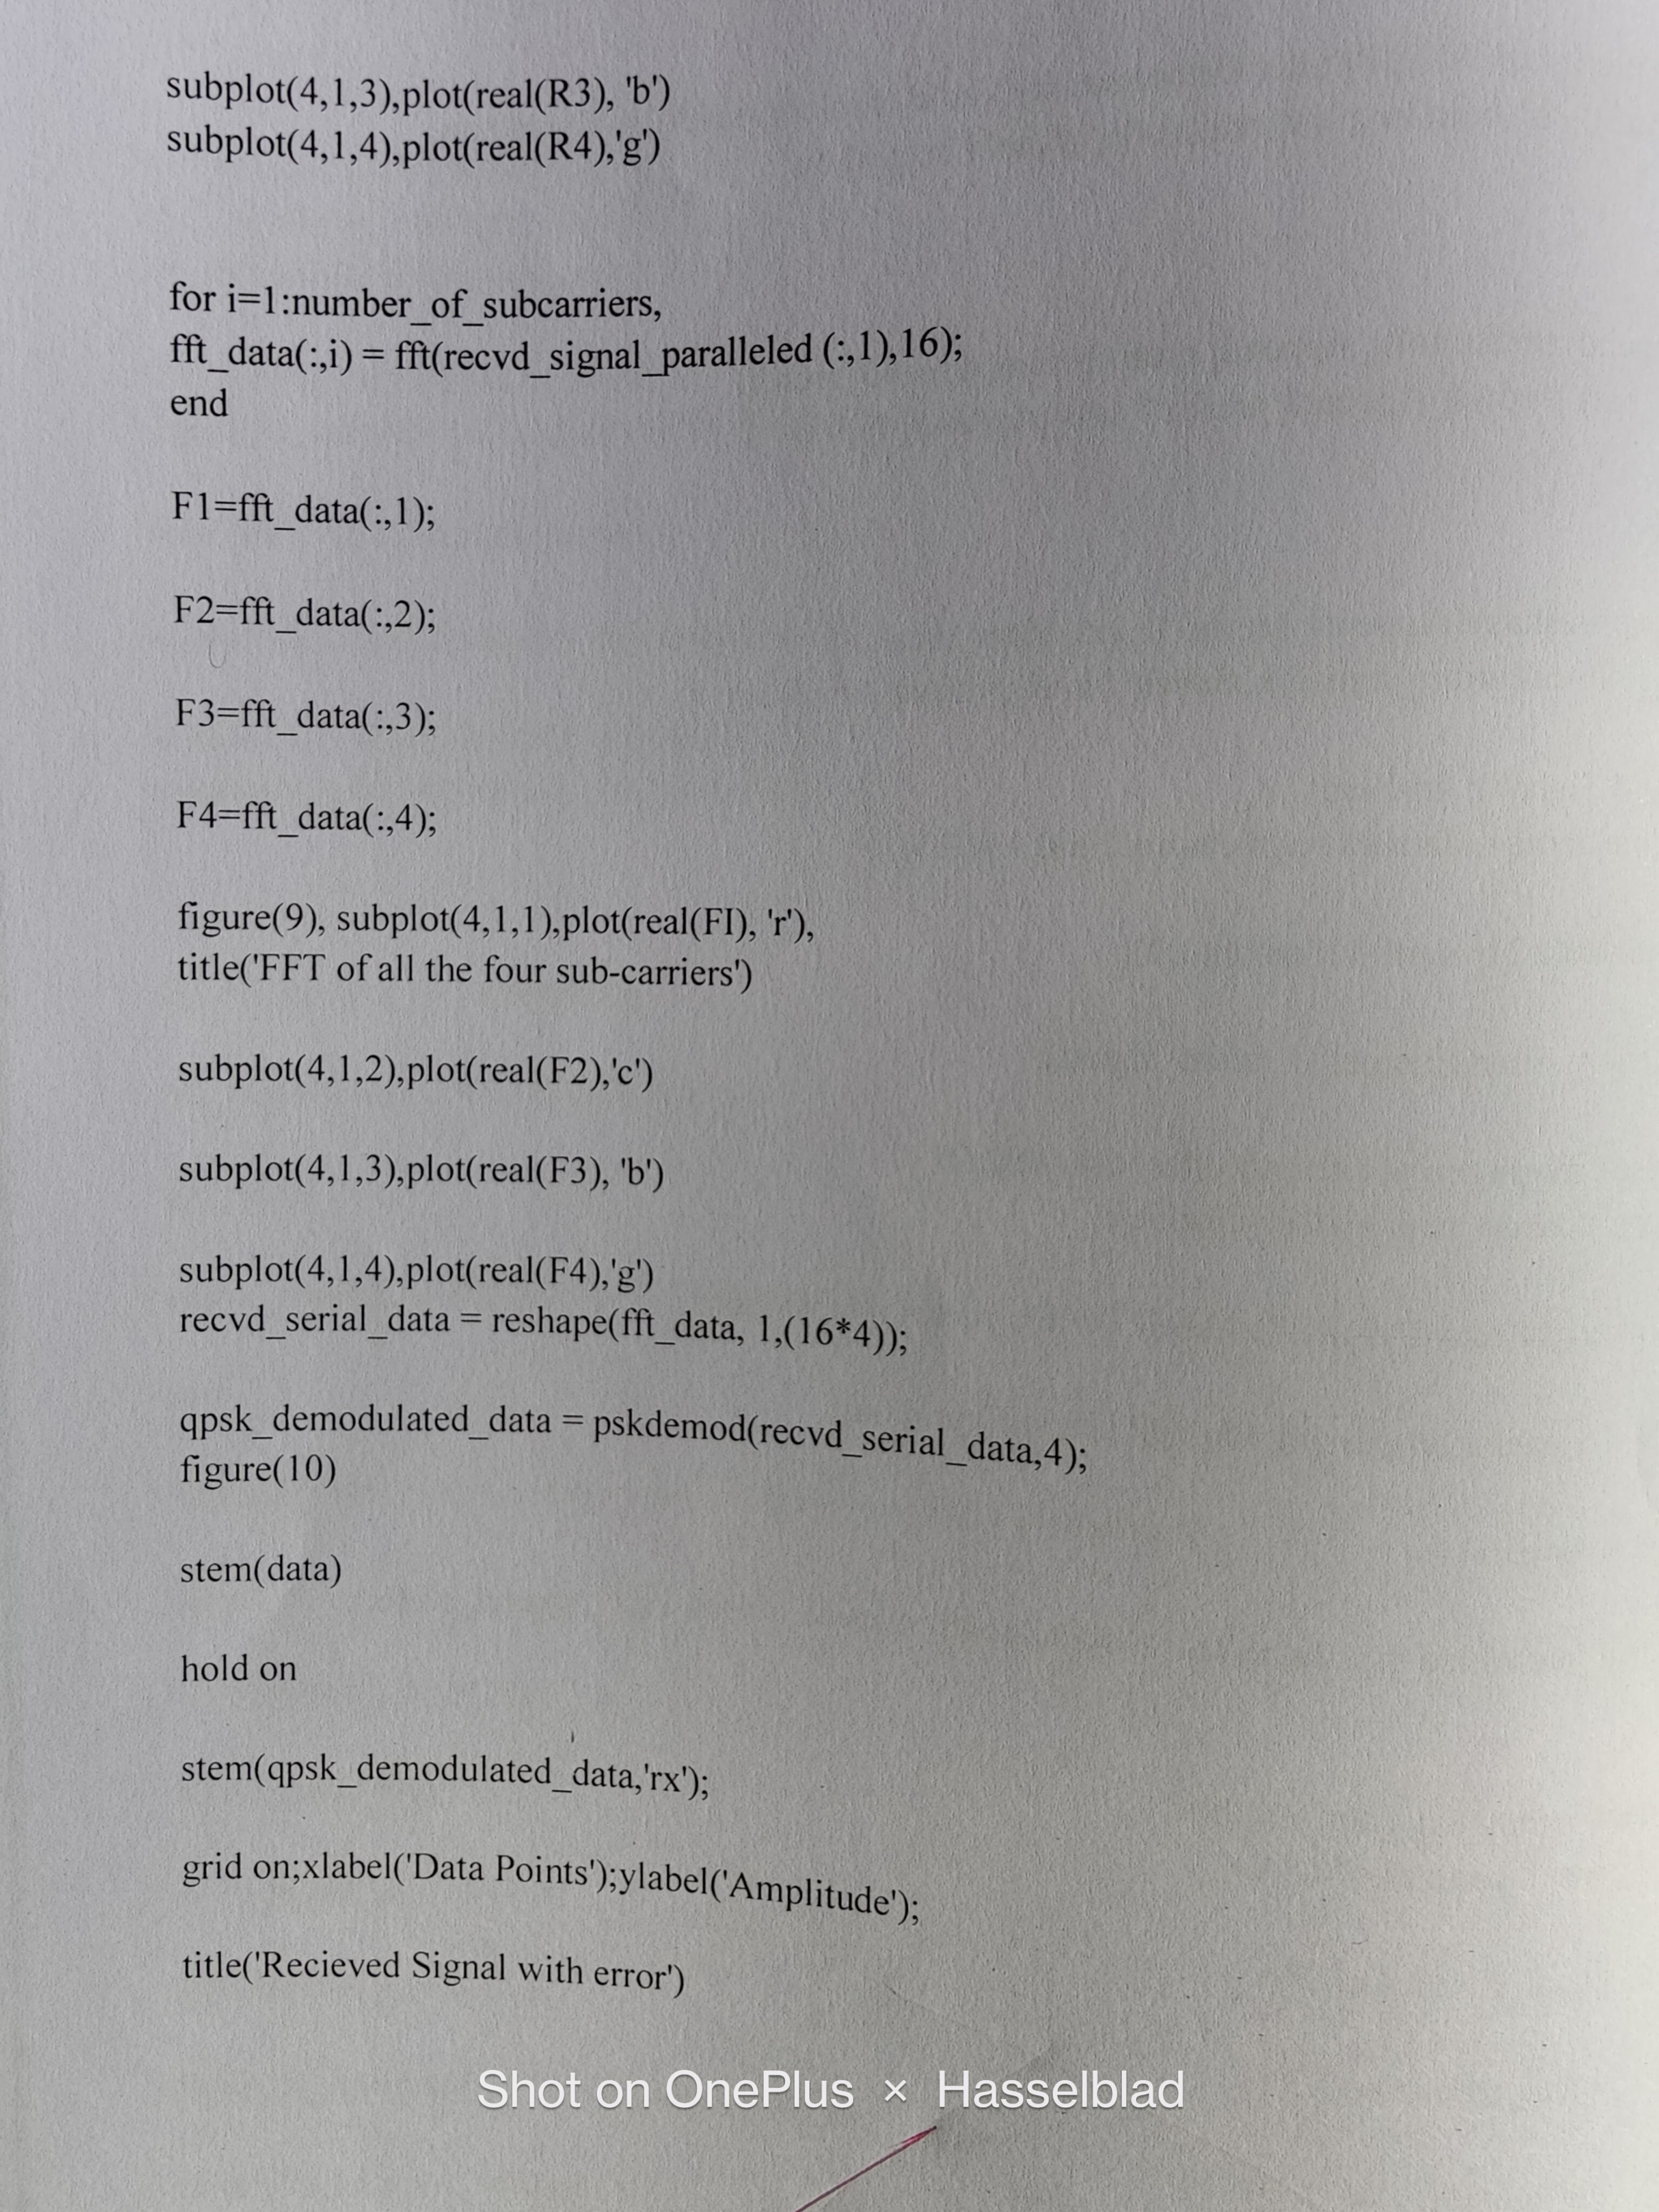 subplot(4,1,3),plot(real(R3), 'b')
subplot(4,1,4),plot(real(R4),'g')
for i=1:number_of_subcarriers,
fft_data(:,i) = fft(recvd_signal_paralleled (:,1),16);
end
F1=fft_data(:,1);
F2=fft_data(:,2);
F3=fft_data(:,3);
F4=fft_data(:,4);
figure(9), subplot(4,1,1),plot(real(FI), 'r'),
title('FFT of all the four sub-carriers')
subplot(4,1,2),plot(real(F2),'c')
subplot(4,1,3),plot(real(F3), 'b')
subplot(4,1,4),plot(real(F4),'g')
recvd_serial_data = reshape(fft_data, 1,(16*4));
qpsk_demodulated_data = pskdemod(recvd_serial_data,4);
figure(10)
stem(data)
hold on
stem(qpsk_demodulated_data,'rx');
grid on;xlabel('Data Points');ylabel('Amplitude');
title('Recieved Signal with error')
Shot on OnePlus × Hasselblad